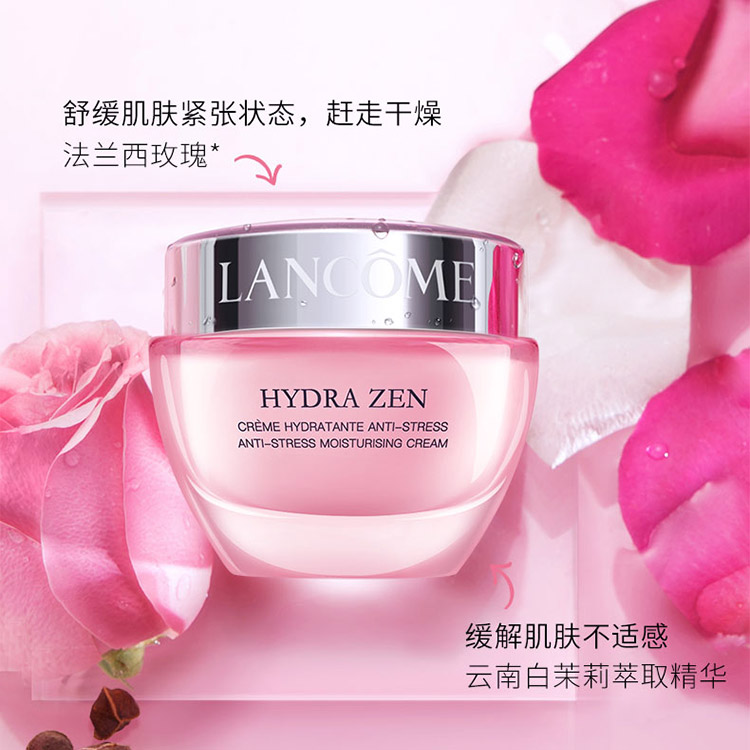 舒缓肌肤紧张状态，赶走干燥
法兰西玫瑰*
LANCÔME
HYDRA ZEN
CRÈME HYDRATANTE ANTI-STRESS
ANTI-STRESS MOISTURISING CREAM
缓解肌肤不适感
云南白茉莉萃取精华